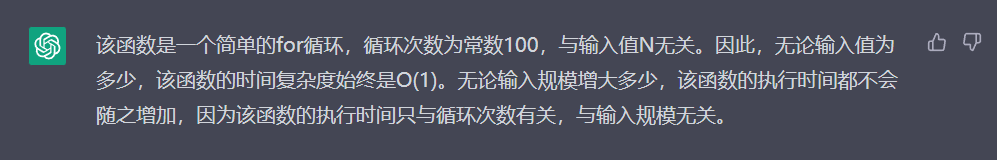 该函数是一个简单的for循环，循环次数为常数100，与输入值N无关。因此，无论输入值为
多少，该函数的时间复杂度始终是O(1)。无论输入规模增大多少，该函数的执行时间都不会
随之增加，因为该函数的执行时间只与循环次数有关，与输入规模无关。